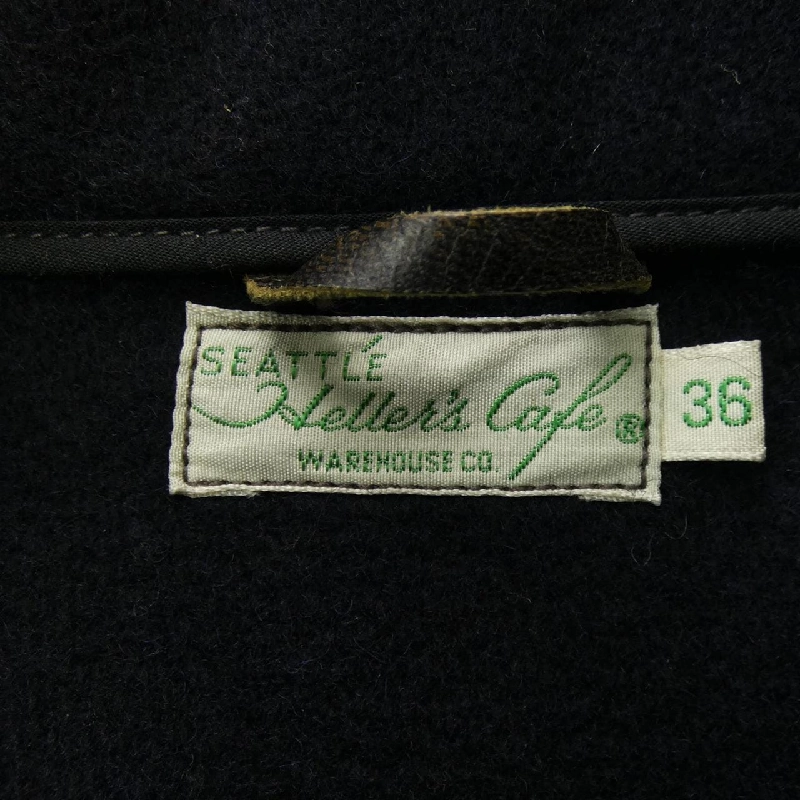 SEATTLE
Heller's Cafe ®
WAREHOUSE CO.
36